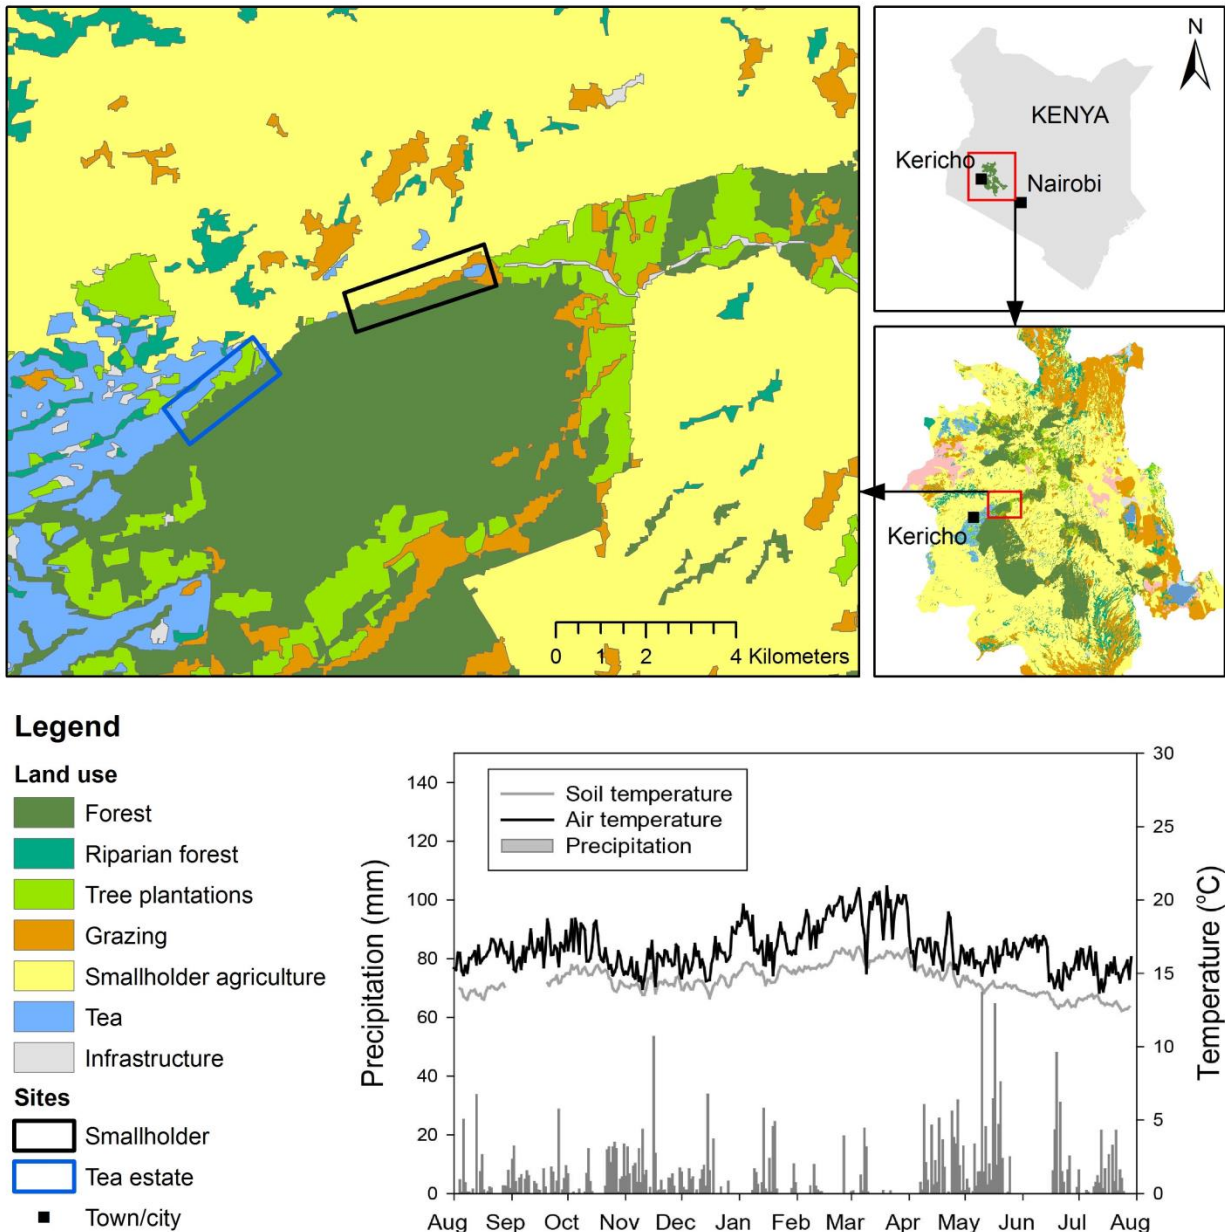 N
KENYA
Kericho
Nairobi
Kericho
0 1 2 4 Kilometers
Legend
Land use
Forest
Riparian forest
Tree plantations
Grazing
Smallholder agriculture
Tea
Infrastructure
Sites
Smallholder
Tea estate
Town/city
Soil temperature
Air temperature
Precipitation
Precipitation (mm)
140
120
100
80
60
40
20
0
30
25
20
15
10
5
0
Temperature (°C)
Aug Sep Oct Nov Dec Jan Feb Mar Apr May Jun Jul Aug